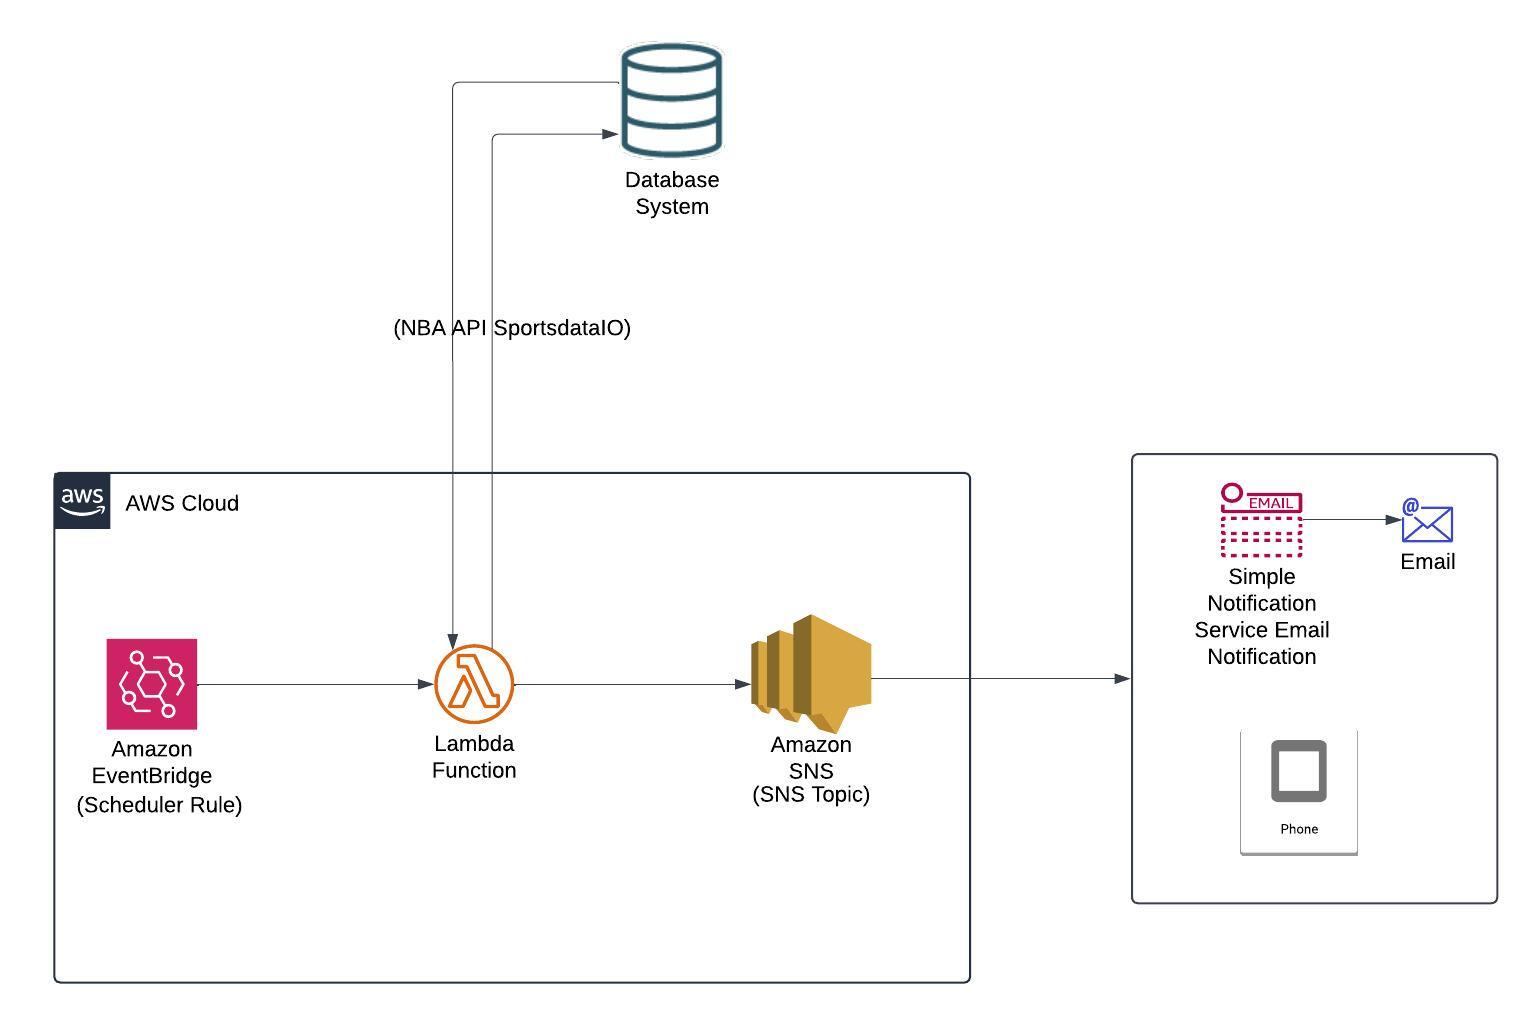 Database
System
(NBA API SportsdataIO)
aws
AWS Cloud
Amazon
EventBridge
(Scheduler Rule)
Lambda
Function
Amazon
SNS
(SNS Topic)
EMAIL
@
Simple
Notification
Service Email
Notification
Email
Phone